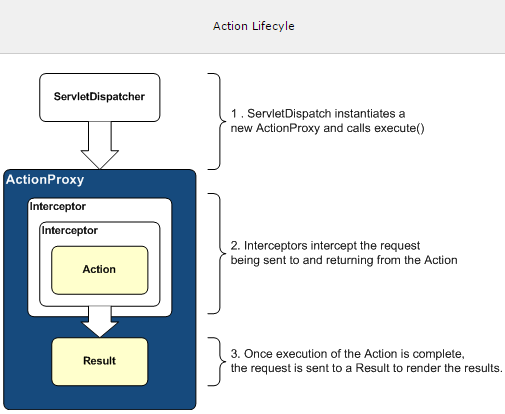 Action Lifecyle
ServletDispatcher
1 . ServletDispatch instantiates a
new ActionProxy and calls execute()
ActionProxy
Interceptor
Interceptor
Action
2. Interceptors intercept the request
being sent to and returning from the Action
Result
3. Once execution of the Action is complete,
the request is sent to a Result to render the results.